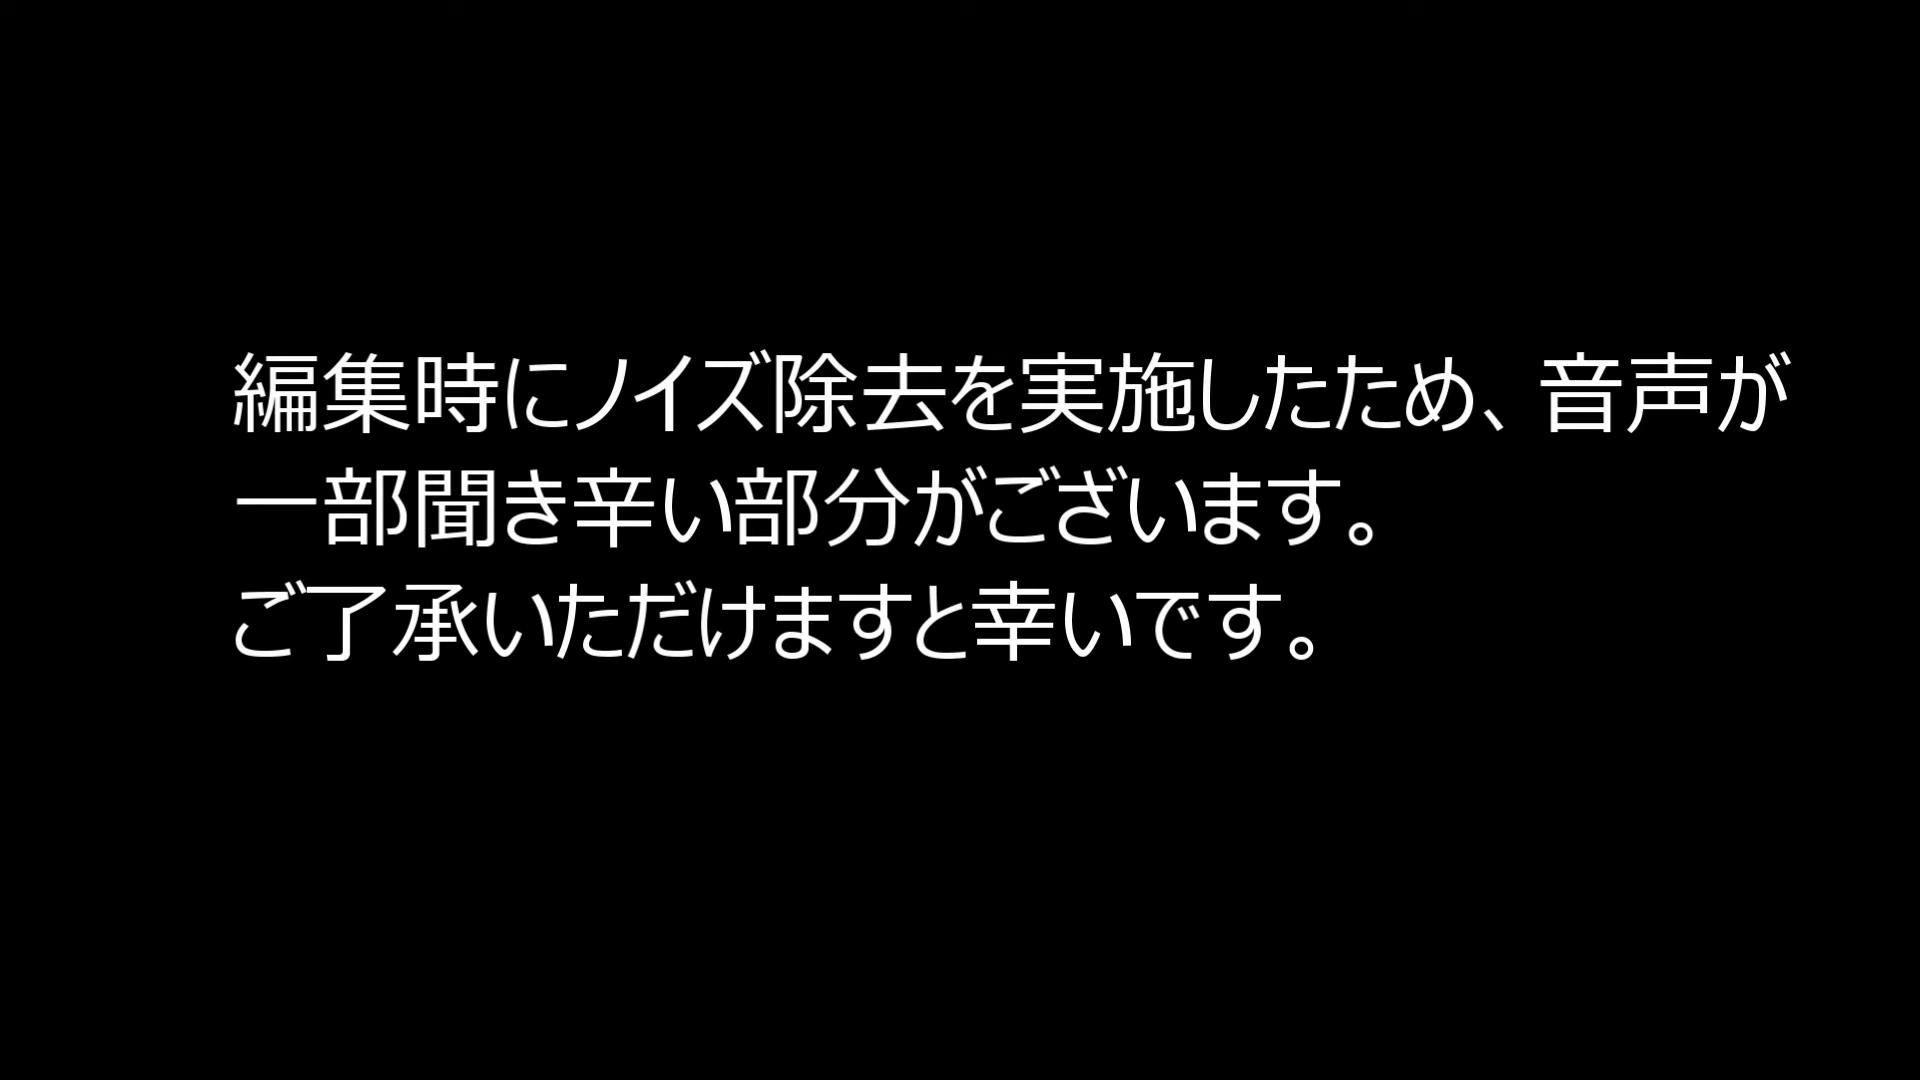 編集時にノイズ除去を実施したため、音声が
一部聞き辛い部分がございます。
ご了承いただけますと幸いです。